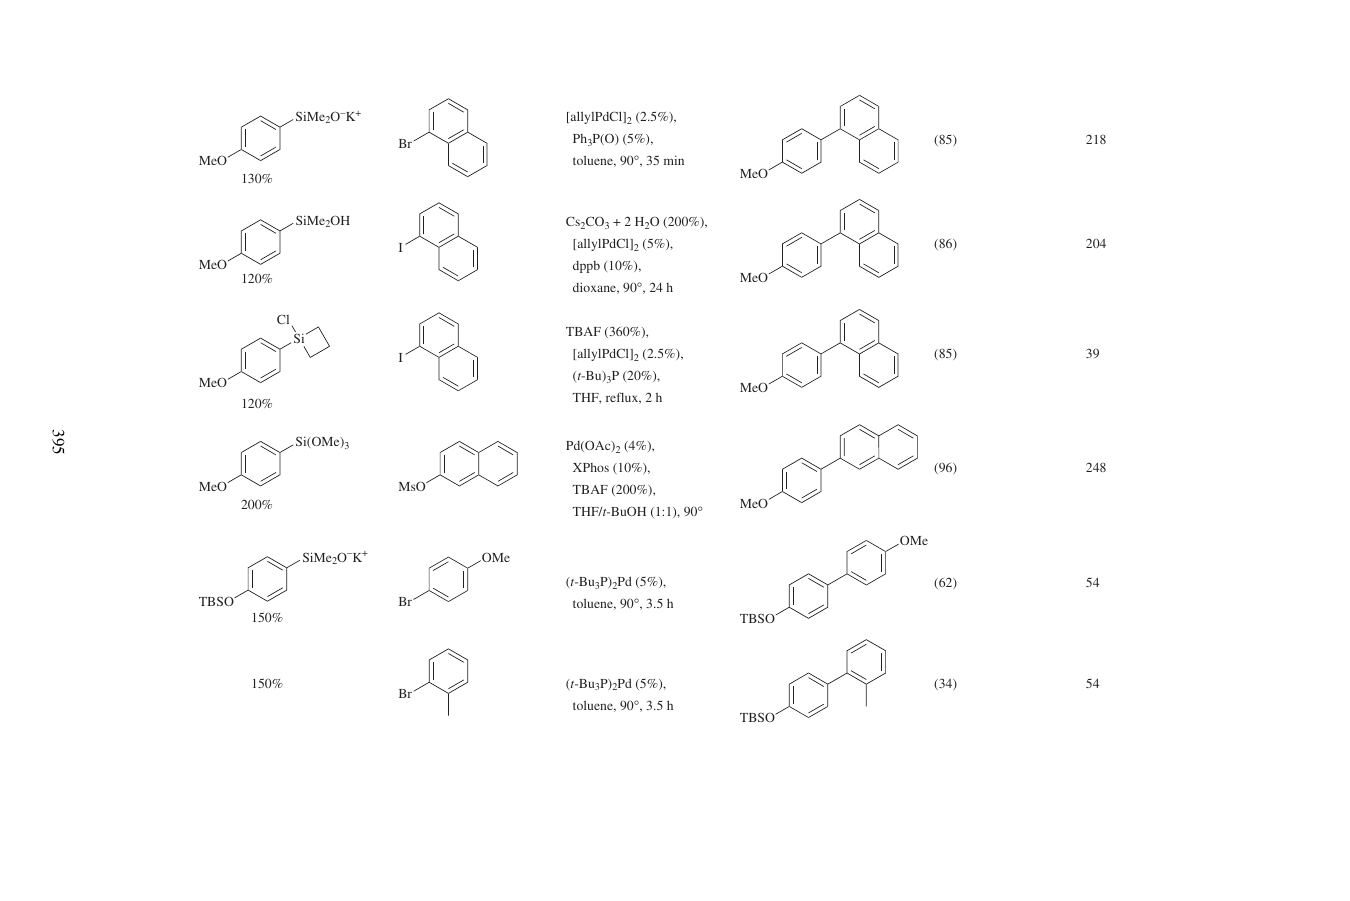 SiMe₂O⁻K⁺
MeO
130%
Br
[allylPdCl]₂ (2.5%),
Ph₃P(O) (5%),
toluene, 90°, 35 min
MeO
(85)
218
SiMe₂OH
MeO
120%
I
Cs₂CO₃ + 2 H₂O (200%),
[allylPdCl]₂ (5%),
dppb (10%),
dioxane, 90°, 24 h
MeO
(86)
204
Cl
Si
MeO
120%
I
TBAF (360%),
[allylPdCl]₂ (2.5%),
(t-Bu)₃P (20%),
THF, reflux, 2 h
MeO
(85)
39
395
Si(OMe)₃
MeO
200%
MsO
Pd(OAc)₂ (4%),
XPhos (10%),
TBAF (200%),
THF/t-BuOH (1:1), 90°
MeO
(96)
248
SiMe₂O⁻K⁺
TBSO
150%
OMe
Br
(t-Bu₃P)₂Pd (5%),
toluene, 90°, 3.5 h
OMe
TBSO
(62)
54
150%
Br
(t-Bu₃P)₂Pd (5%),
toluene, 90°, 3.5 h
TBSO
(34)
54